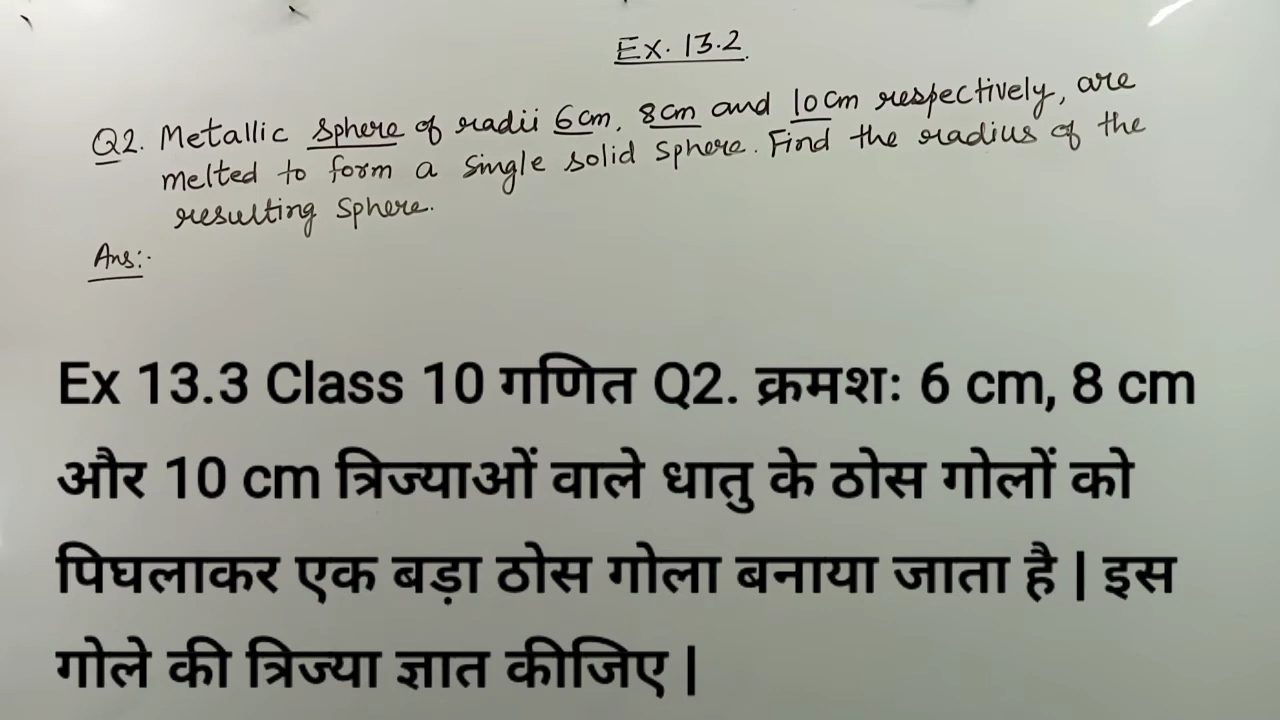 Ex. 13.2.
Q2. Metallic sphere of radii 6cm, 8cm and 10cm respectively, are
melted to form a single solid sphere. Find the radius of the
resulting sphere.
Ans:-
Ex 13.3 Class 10 गणित Q2. क्रमशः 6 cm, 8 cm
और 10 cm त्रिज्याओं वाले धातु के ठोस गोलों को
पिघलाकर एक बड़ा ठोस गोला बनाया जाता है | इस
गोले की त्रिज्या ज्ञात कीजिए |